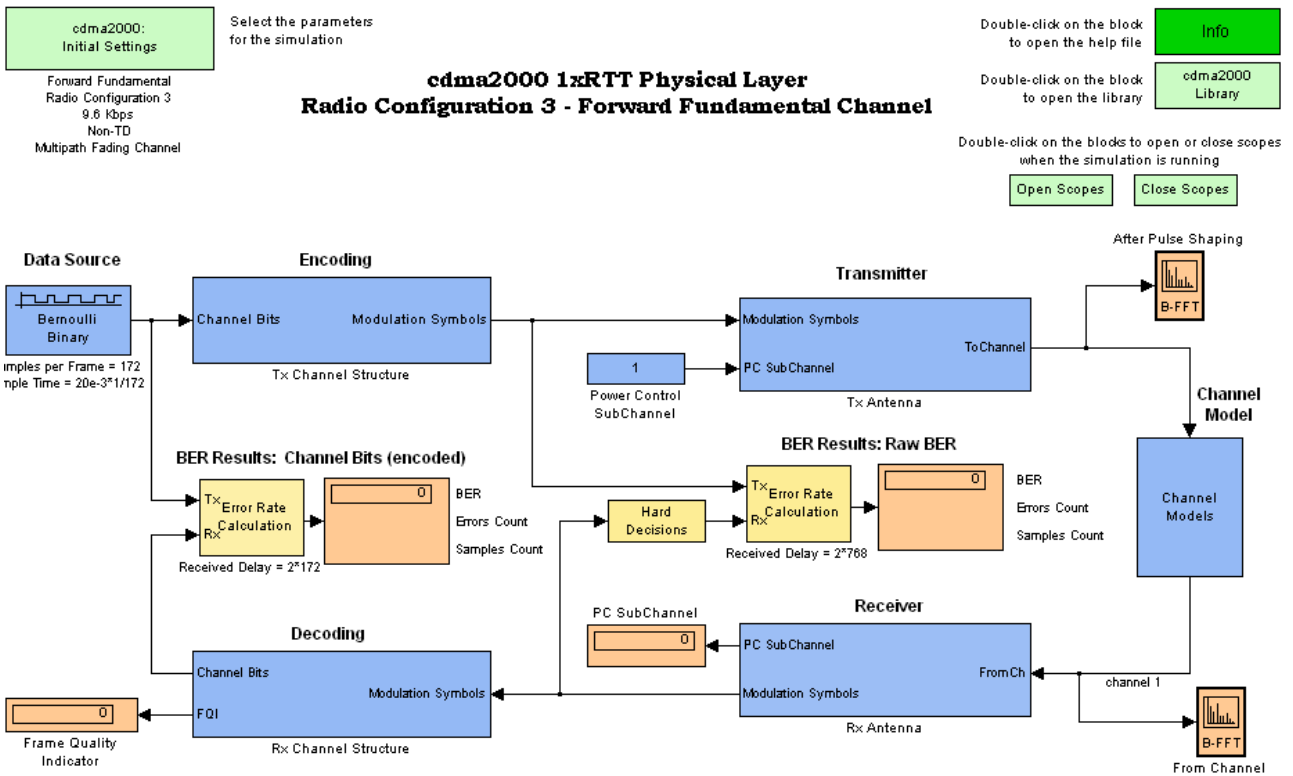 cdma2000:
Initial Settings
Select the parameters
for the simulation
Forward Fundamental
Radio Configuration 3
9.6 Kbps
Non-TD
Multipath Fading Channel
cdma2000 1xRTT Physical Layer
Radio Configuration 3 - Forward Fundamental Channel
Double-click on the block
to open the help file
Info
Double-click on the block
to open the library
cdma2000
Library
Double-click on the blocks to open or close scopes
when the simulation is running
Open Scopes
Close Scopes
After Pulse Shaping
B-FFT
Data Source
Bernoulli
Binary
mples per Frame = 172
mple Time = 20e-3*1/172
Encoding
Channel Bits
Modulation Symbols
Tx Channel Structure
Transmitter
Modulation Symbols
PC SubChannel
ToChannel
Tx Antenna
1
Power Control
SubChannel
Channel
Model
Channel
Models
BER Results: Channel Bits (encoded)
Tx
Rx
Error Rate
Calculation
0
BER
Errors Count
Samples Count
Received Delay = 2*172
BER Results: Raw BER
Hard
Decisions
Tx
Rx
Error Rate
Calculation
0
BER
Errors Count
Samples Count
Received Delay = 2*768
Decoding
Channel Bits
FQI
Modulation Symbols
Rx Channel Structure
0
Frame Quality
Indicator
PC SubChannel
0
Receiver
PC SubChannel
Modulation Symbols
FromCh
Rx Antenna
channel 1
B-FFT
From Channel